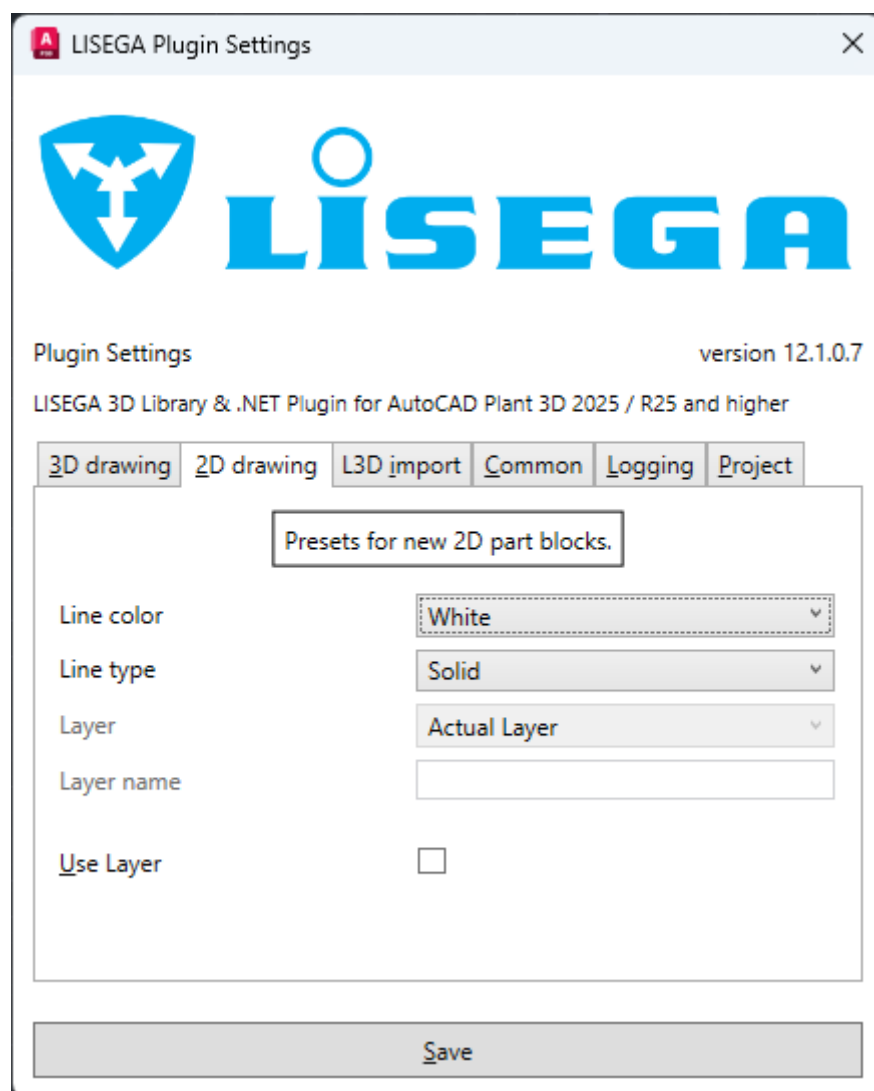 LISEGA Plugin Settings
LISEGA
Plugin Settings version 12.1.0.7
LISEGA 3D Library & .NET Plugin for AutoCAD Plant 3D 2025 / R25 and higher
3D drawing 2D drawing L3D import Common Logging Project
Presets for new 2D part blocks.
Line color White
Line type Solid
Layer Actual Layer
Layer name
Use Layer
Save